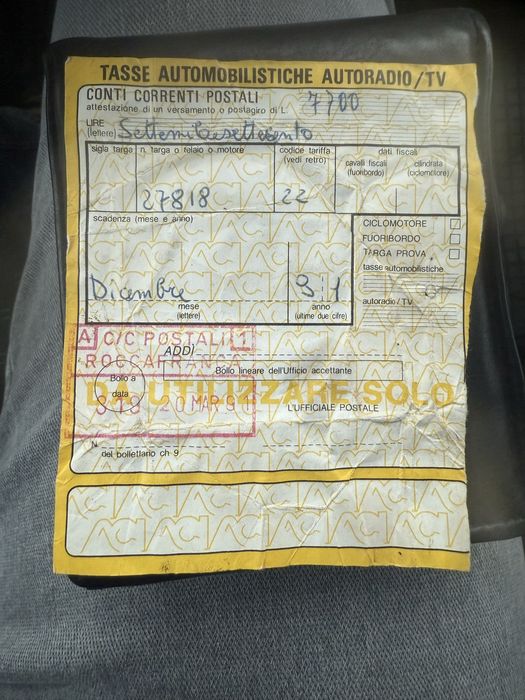 TASSE AUTOMOBILISTICHE AUTORADIO/TV
CONTI CORRENTI POSTALI
attestazione di un versamento o postagiro di L. 7700
LIRE (lettere) Settemilasettecento
sigla targa n. targa o telaio o motore codice tariffa (vedi retro) dati fiscali
cavalli fiscali (fuoribordo) cilindrata (ciclomotore)
27818 22
scadenza (mese e anno)
CICLOMOTORE
FUORIBORDO
TARGA PROVA
tasse automobilistiche
autoradio/TV
Dicembre 91
mese (lettere) anno (ultime due cifre)
A C/C POSTALI 1
ROCCAFRANCA
ADDÌ
Bollo lineare dell'Ufficio accettante
Bollo a data
DA UTILIZZARE SOLO
20 MAR 91
L'UFFICIALE POSTALE
N.
del bollettario ch 9
ACI